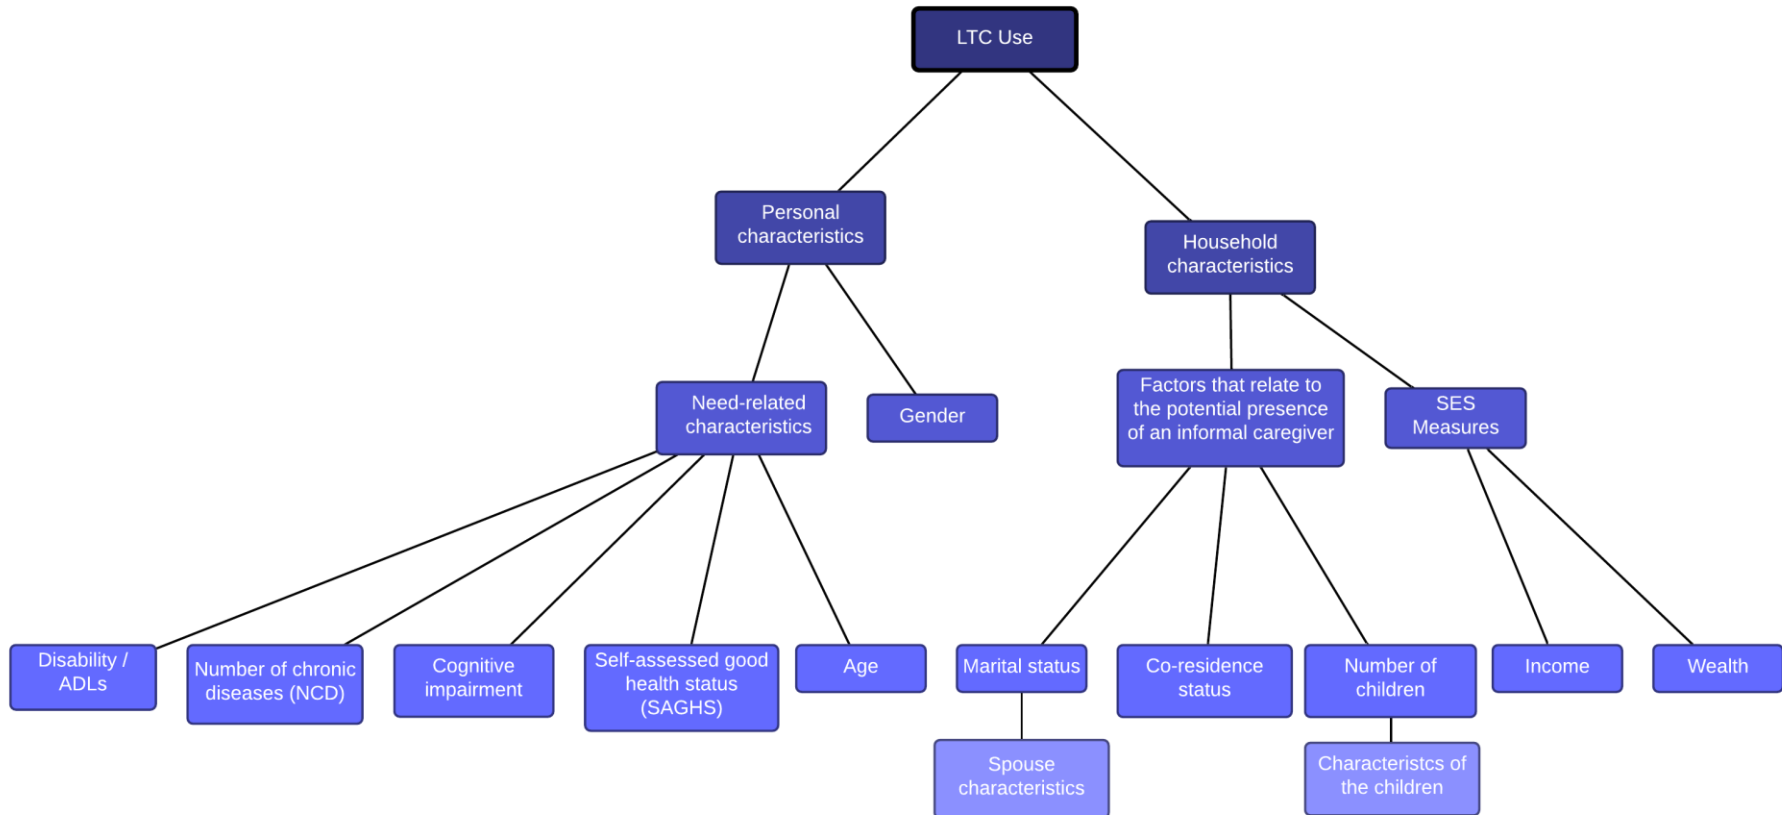 LTC Use
Personal
characteristics
Household
characteristics
Need-related
characteristics
Gender
Factors that relate to
the potential presence
of an informal caregiver
SES
Measures
Disability /
ADLs
Number of chronic
diseases (NCD)
Cognitive
impairment
Self-assessed good
health status
(SAGHS)
Age
Marital status
Co-residence
status
Number of
children
Income
Wealth
Spouse
characteristics
Characteristcs of
the children